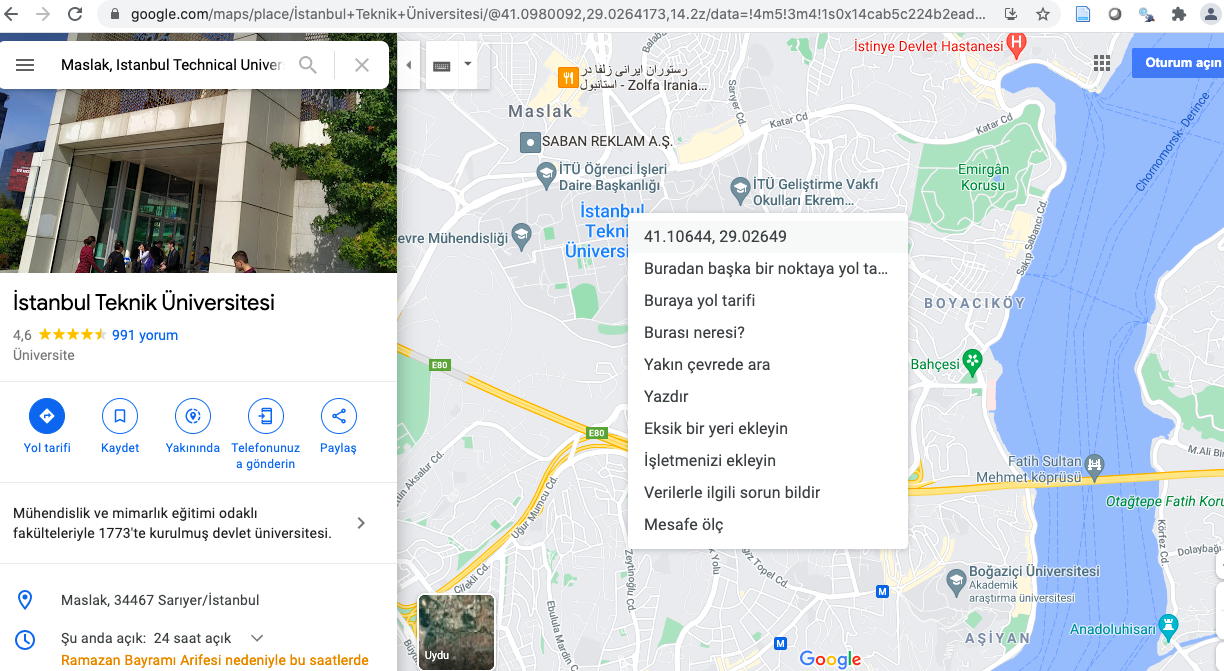 google.com/maps/place/İstanbul+Teknik+Üniversitesi/@41.0980092,29.0264173,14.2z/data=!4m5!3m4!1s0x14cab5c224b2ead...
Maslak, Istanbul Technical Univer
Oturum açın
İstanbul Teknik Üniversitesi
4,6
991 yorum
Üniversite
Yol tarifi
Kaydet
Yakınında
Telefonunuz
a gönderin
Paylaş
Mühendislik ve mimarlık eğitimi odaklı
fakülteleriyle 1773'te kurulmuş devlet üniversitesi.
Maslak, 34467 Sarıyer/İstanbul
Şu anda açık: 24 saat açık
Ramazan Bayramı Arifesi nedeniyle bu saatlerde
İstinye Devlet Hastanesi
H
رستوران ایرانی زلفا در
استانبول - Zolfa Irania...
Maslak
SABAN REKLAM A.Ş.
Sarıyer Cd.
Katar Cd
Katar Cd
Chornomorsk- Derince
İTÜ Öğrenci İşleri
Daire Başkanlığı
İTÜ Geliştirme Vakfı
Okulları Ekrem...
Emirgân
Korusu
İstanbul
Tekni
Üniversi
evre Mühendisliği
Sakıp Sabancı Cd.
41.10644, 29.02649
Buradan başka bir noktaya yol ta...
Buraya yol tarifi
Burası neresi?
Yakın çevrede ara
Yazdır
Eksik bir yeri ekleyin
İşletmenizi ekleyin
Verilerle ilgili sorun bildir
Mesafe ölç
BOYACIKÖY
Bahçesi
E80
E80
Fatih Sultan
Mehmet köprüsü
M.Ali Bi
Otağtepe Fatih Koru
Uğur Mumcu Cd.
Körfez Cd.
Dolaybağı
Zeytinoğlu Cd.
Boğaziçi Üniversitesi
Akademik
araştırma üniversitesi
M
M
Ebulula Mardin C
AŞİYAN
Anadoluhisarı
Uydu
Google